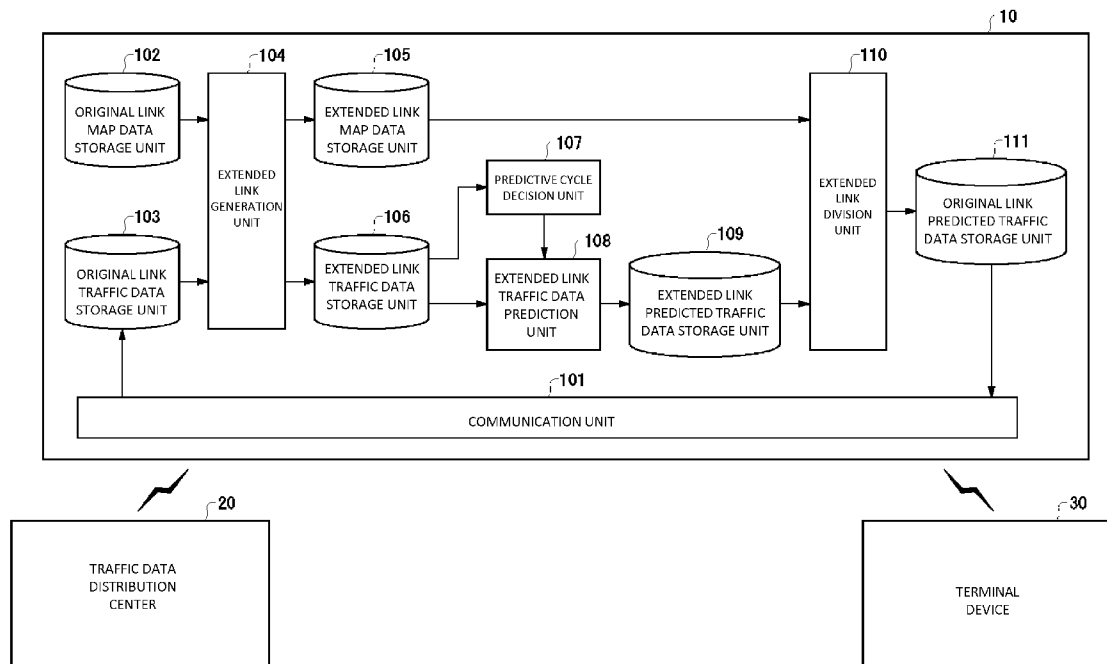 10
102
ORIGINAL LINK
MAP DATA
STORAGE UNIT
104
EXTENDED
LINK
GENERATION
UNIT
105
EXTENDED LINK
MAP DATA
STORAGE UNIT
110
EXTENDED
LINK
DIVISION
UNIT
107
PREDICTIVE CYCLE
DECISION UNIT
111
ORIGINAL LINK
PREDICTED TRAFFIC
DATA STORAGE UNIT
103
ORIGINAL LINK
TRAFFIC DATA
STORAGE UNIT
106
EXTENDED LINK
TRAFFIC DATA
STORAGE UNIT
108
EXTENDED LINK
TRAFFIC DATA
PREDICTION
UNIT
109
EXTENDED LINK
PREDICTED TRAFFIC
DATA STORAGE UNIT
101
COMMUNICATION UNIT
20
TRAFFIC DATA
DISTRIBUTION
CENTER
30
TERMINAL
DEVICE